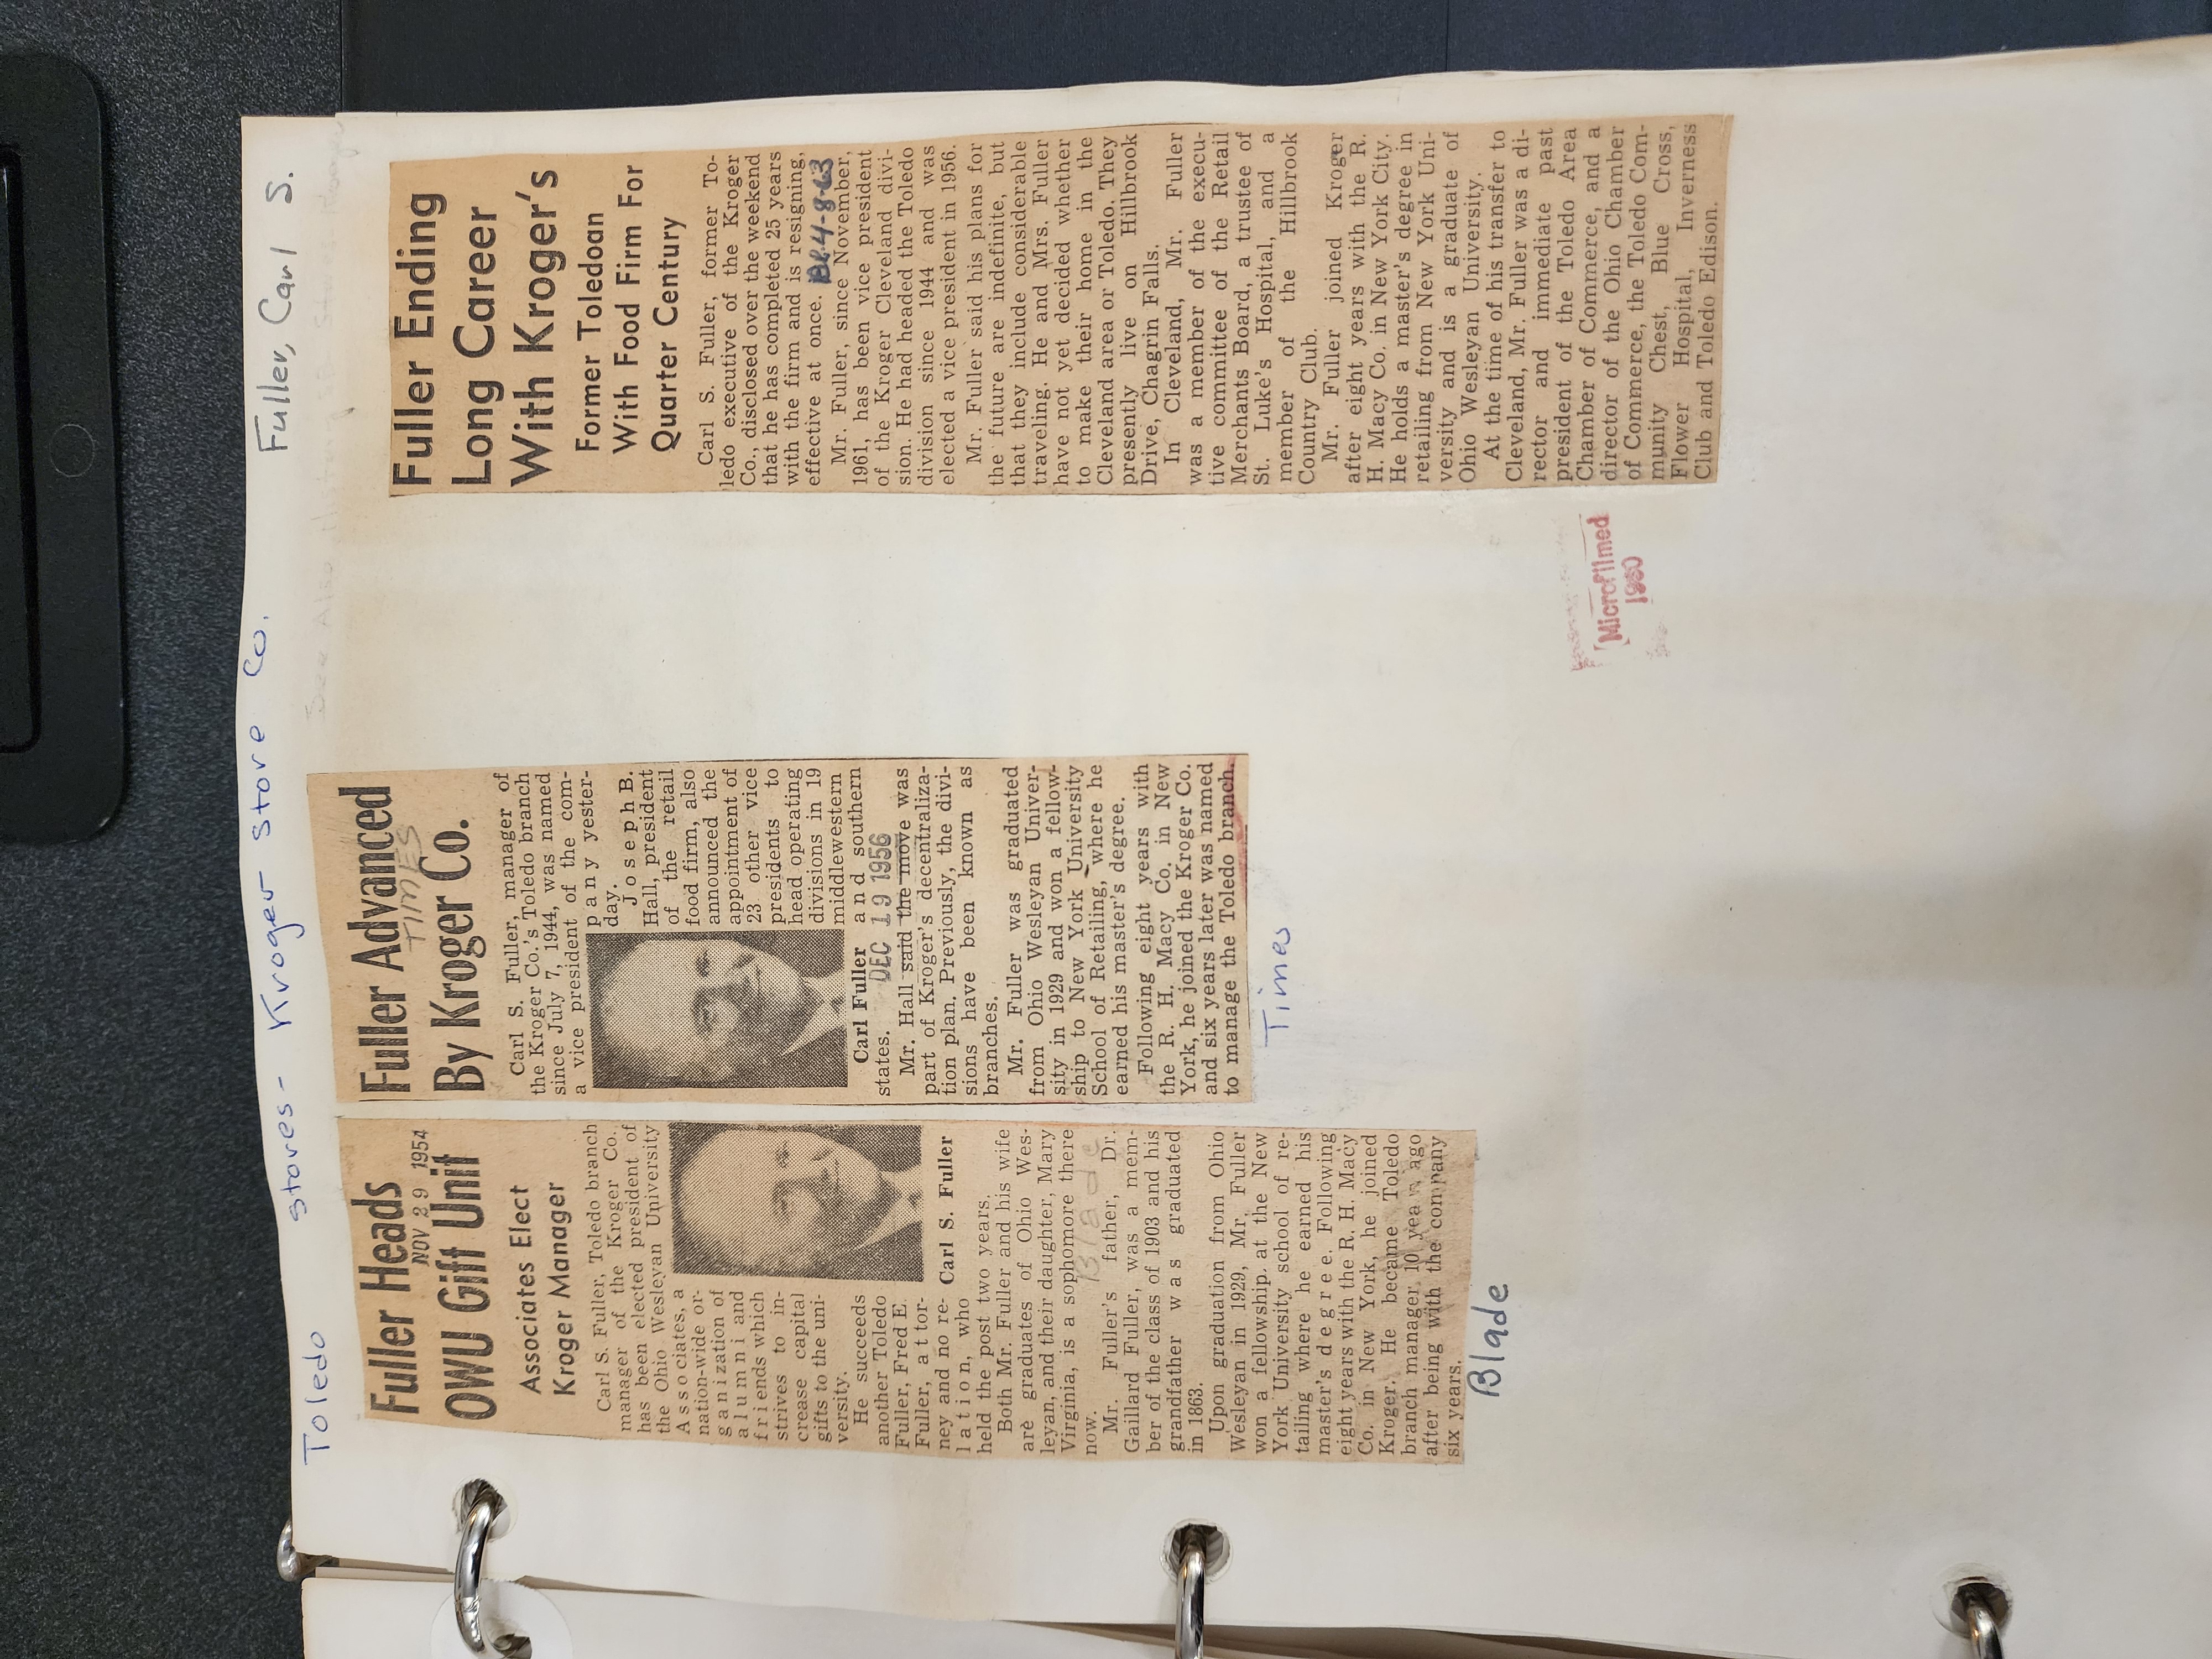 Toledo
stores - Kroger Store Co.
Fuller, Carl S.
See Also
Fuller Heads
NOV 29 1954
OWU Gift Unit
Associates Elect
Kroger Manager
Carl S. Fuller, Toledo branch
manager of the Kroger Co.,
has been elected president of
the Ohio Wesleyan University
Associates, a
nation-wide or-
ganization of
alumni and
friends which
strives to in-
crease capital
gifts to the uni-
versity.
He succeeds
another Toledo
Fuller, Fred E.
Fuller, attor-
ney and no re-
lation, who
Carl S. Fuller
held the post two years.
Both Mr. Fuller and his wife
are graduates of Ohio Wes-
leyan, and their daughter, Mary
Virginia, is a sophomore there
now.
Blade
Mr. Fuller's father, Dr.
Gaillard Fuller, was a mem-
ber of the class of 1903 and his
grandfather was graduated
in 1863.
Upon graduation from Ohio
Wesleyan in 1929, Mr. Fuller
won a fellowship at the New
York University school of re-
tailing where he earned his
master's degree. Following
eight years with the R. H. Macy
Co. in New York, he joined
Kroger. He became Toledo
branch manager 10 years ago
after being with the company
six years.
Blade
Fuller Advanced
TIMES
By Kroger Co.
Carl S. Fuller, manager of
the Kroger Co.'s Toledo branch
since July 7, 1944, was named
a vice president of the com-
pany yester-
day.
Joseph B.
Hall, president
of the retail
food firm, also
announced the
appointment of
23 other vice
presidents to
head operating
divisions in 19
middlewestern
Carl Fuller
and southern
states.
DEC 19 1956
Mr. Hall said the move was
part of Kroger's decentraliza-
tion plan. Previously, the divi-
sions have been known as
branches.
Mr. Fuller was graduated
from Ohio Wesleyan Univer-
sity in 1929 and won a fellow-
ship to New York University
School of Retailing, where he
earned his master's degree.
Following eight years with
the R. H. Macy Co. in New
York, he joined the Kroger Co.
and six years later was named
to manage the Toledo branch.
Times
Fuller Ending
Long Career
With Kroger's
Former Toledoan
With Food Firm For
Quarter Century
Carl S. Fuller, former To-
ledo executive of the Kroger
Co., disclosed over the weekend
that he has completed 25 years
with the firm and is resigning,
effective at once.
4-8-63
Mr. Fuller, since November,
1961, has been vice president
of the Kroger Cleveland divi-
sion. He had headed the Toledo
division since 1944 and was
elected a vice president in 1956.
Mr. Fuller said his plans for
the future are indefinite, but
that they include considerable
traveling. He and Mrs. Fuller
have not yet decided whether
to make their home in the
Cleveland area or Toledo. They
presently live on Hillbrook
Drive, Chagrin Falls.
In Cleveland, Mr. Fuller
was a member of the execu-
tive committee of the Retail
Merchants Board, a trustee of
St. Luke's Hospital, and a
member of the Hillbrook
Country Club.
Mr. Fuller joined Kroger
after eight years with the R.
H. Macy Co. in New York City.
He holds a master's degree in
retailing from New York Uni-
versity and is a graduate of
Ohio Wesleyan University.
At the time of his transfer to
Cleveland, Mr. Fuller was a di-
rector and immediate past
president of the Toledo Area
Chamber of Commerce, and a
director of the Ohio Chamber
of Commerce, the Toledo Com-
munity Chest, Blue Cross,
Flower Hospital, Inverness
Club and Toledo Edison.
Microfilmed
1980